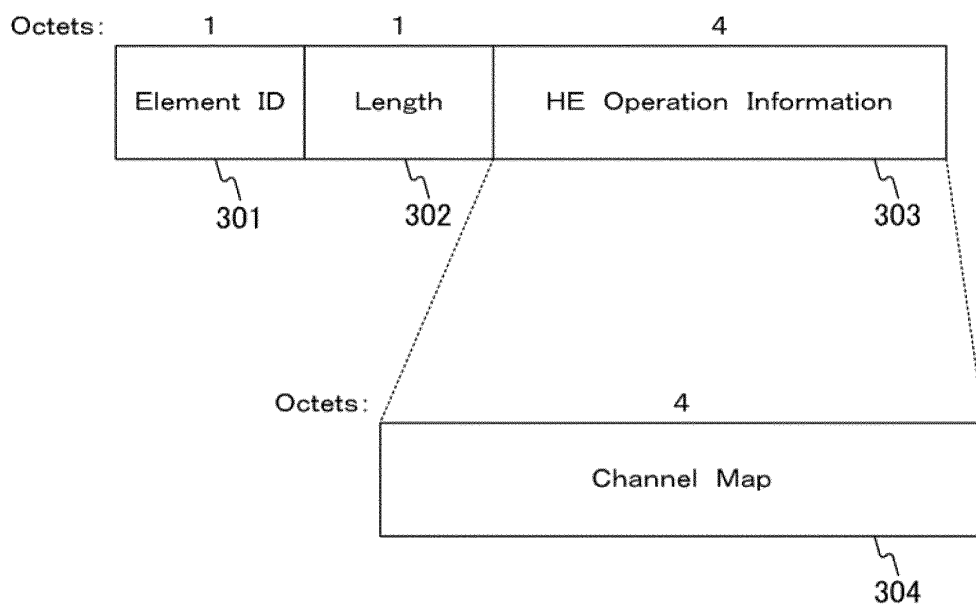 Octets: 1 1 4
Element ID Length HE Operation Information
301 302 303
Octets: 4
Channel Map
304